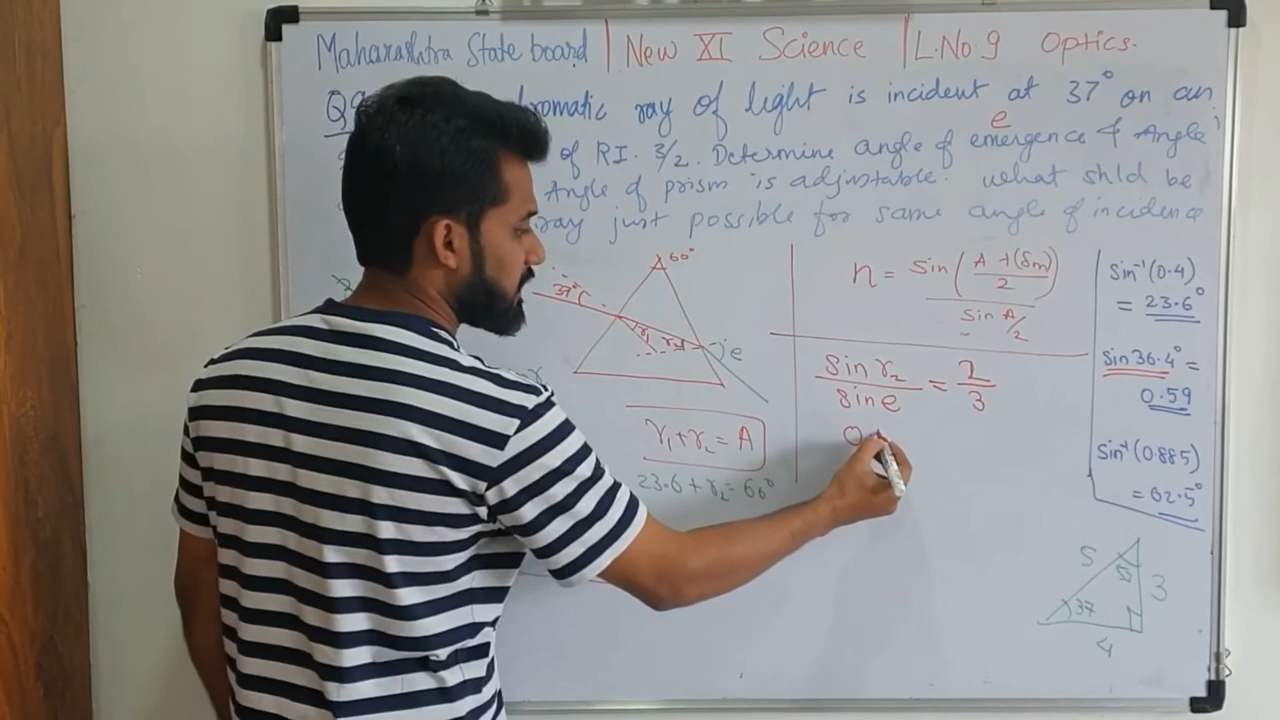 Maharashtra State board | New XI Science | L.No.9 Optics.
ray of light is incident at 37° on an
e
of RI. 3/2. Determine angle of emergence & Angle
Angle of prism is adjustable. what shld be
ray just possible for same angle of incidence
60°
37°
r₁
r₂
e
r₁+r₂ = A
23.6+r₂=60°
n = sin(A+(δm)/2) / sin A/2
sin r₂ / sin e = 2/3
0.
sin⁻¹(0.4)
= 23.6°
sin 36.4° =
0.59
sin⁻¹(0.885)
= 62.5°
5
53
3
37
4